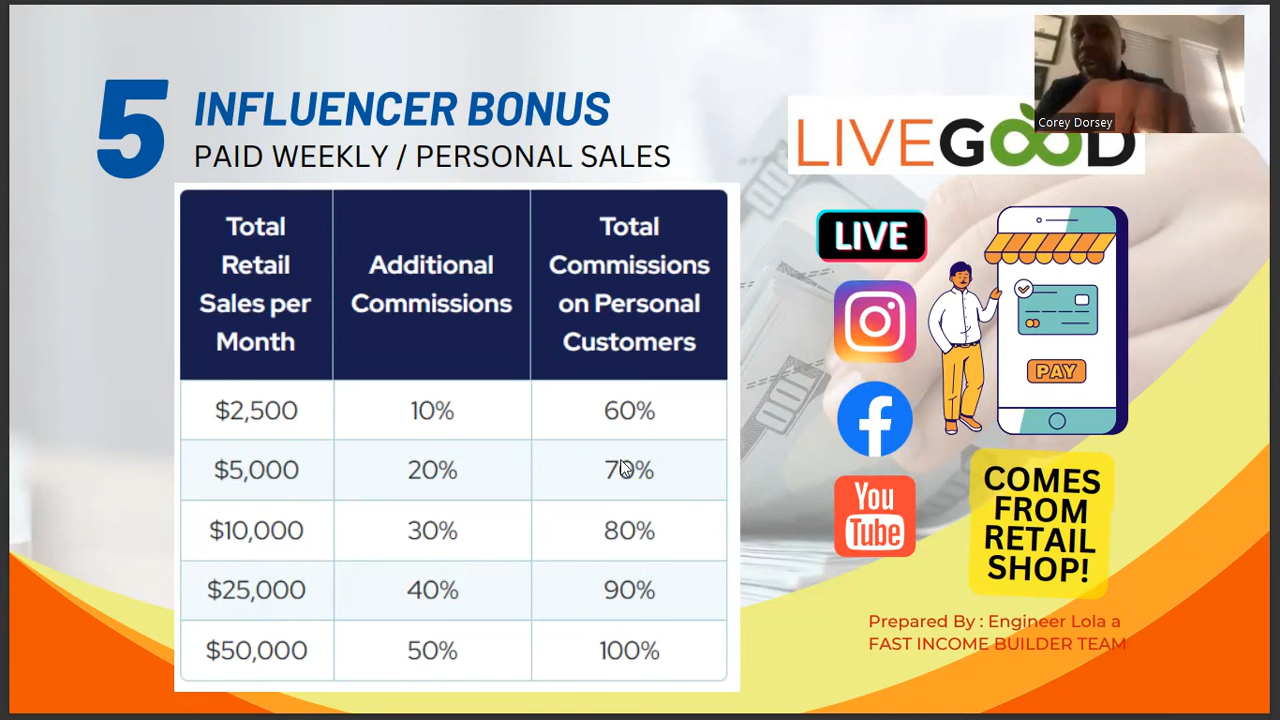 5
INFLUENCER BONUS
PAID WEEKLY / PERSONAL SALES
Corey Dorsey
LIVEGOOD
Total Retail Sales per Month
Additional Commissions
Total Commissions on Personal Customers
$2,500 10% 60%
$5,000 20% 70%
$10,000 30% 80%
$25,000 40% 90%
$50,000 50% 100%
LIVE
PAY
You
Tube
COMES
FROM
RETAIL
SHOP!
Prepared By : Engineer Lola a
FAST INCOME BUILDER TEAM